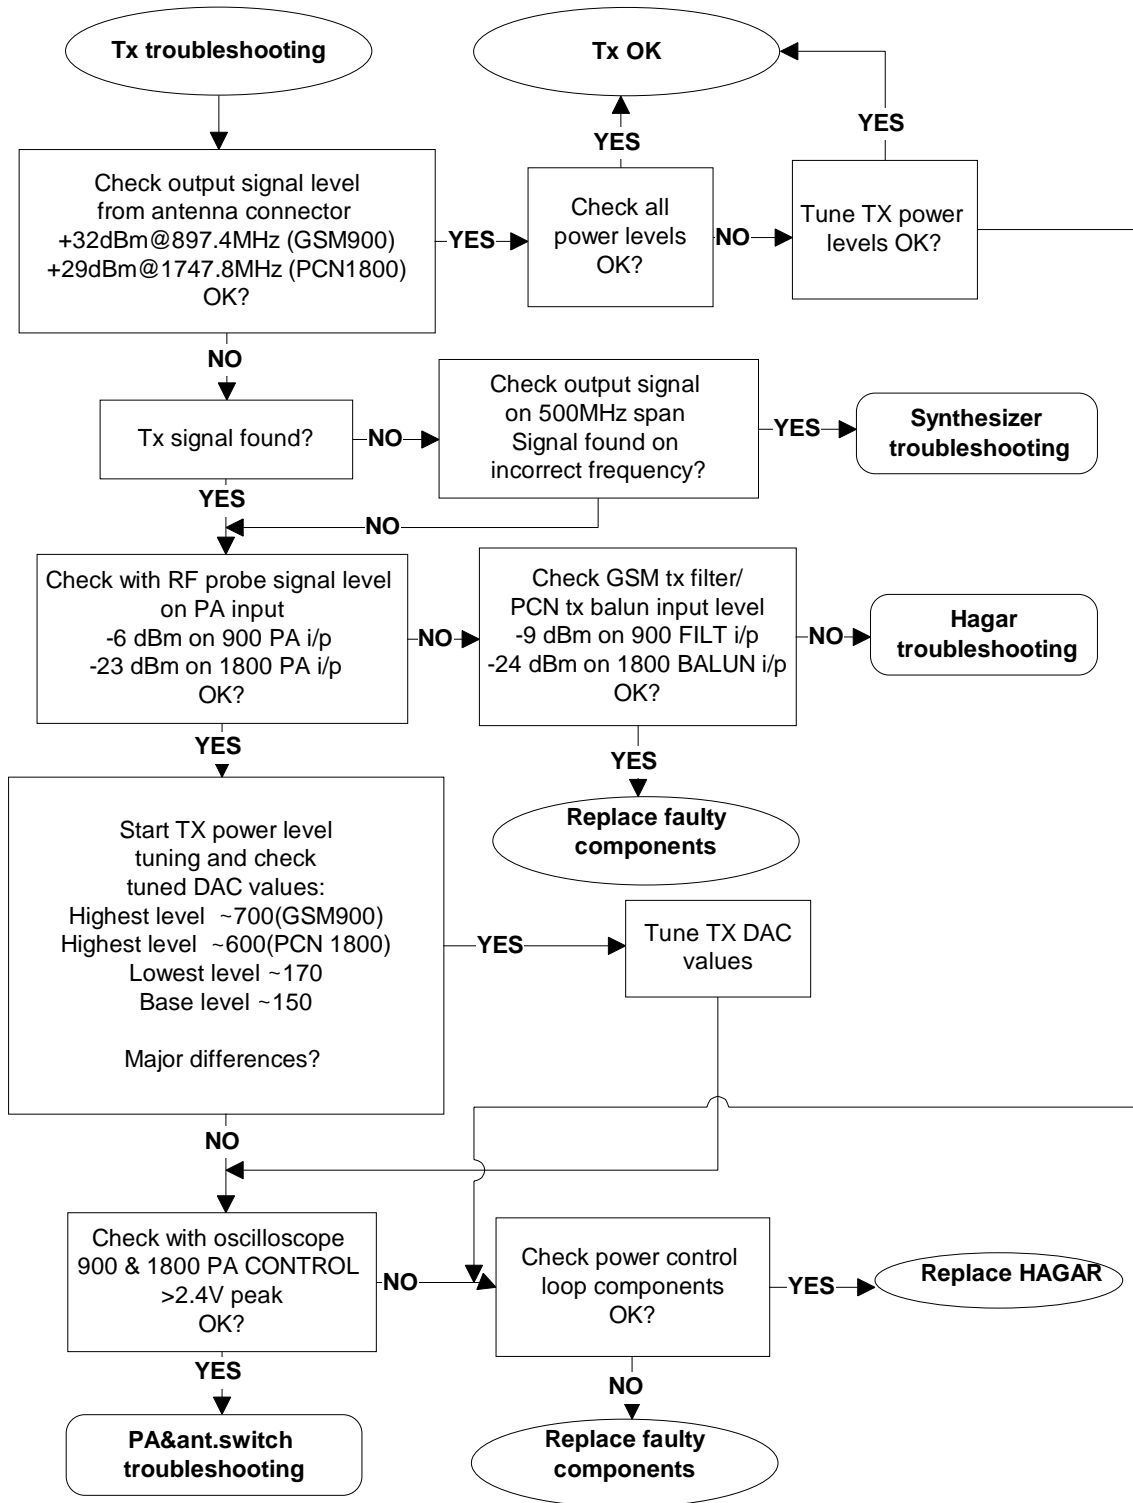 Tx troubleshooting
Tx OK
YES
YES
Check output signal level
from antenna connector
+32dBm@897.4MHz (GSM900)
+29dBm@1747.8MHz (PCN1800)
OK?
YES
Check all
power levels
OK?
NO
Tune TX power
levels OK?
NO
Tx signal found?
NO
Check output signal
on 500MHz span
Signal found on
incorrect frequency?
YES
Synthesizer
troubleshooting
YES
NO
Check with RF probe signal level
on PA input
-6 dBm on 900 PA i/p
-23 dBm on 1800 PA i/p
OK?
NO
Check GSM tx filter/
PCN tx balun input level
-9 dBm on 900 FILT i/p
-24 dBm on 1800 BALUN i/p
OK?
NO
Hagar
troubleshooting
YES
YES
Replace faulty
components
Start TX power level
tuning and check
tuned DAC values:
Highest level ~700(GSM900)
Highest level ~600(PCN 1800)
Lowest level ~170
Base level ~150
Major differences?
YES
Tune TX DAC
values
NO
Check with oscilloscope
900 & 1800 PA CONTROL
>2.4V peak
OK?
NO
Check power control
loop components
OK?
YES
Replace HAGAR
YES
NO
PA&ant.switch
troubleshooting
Replace faulty
components